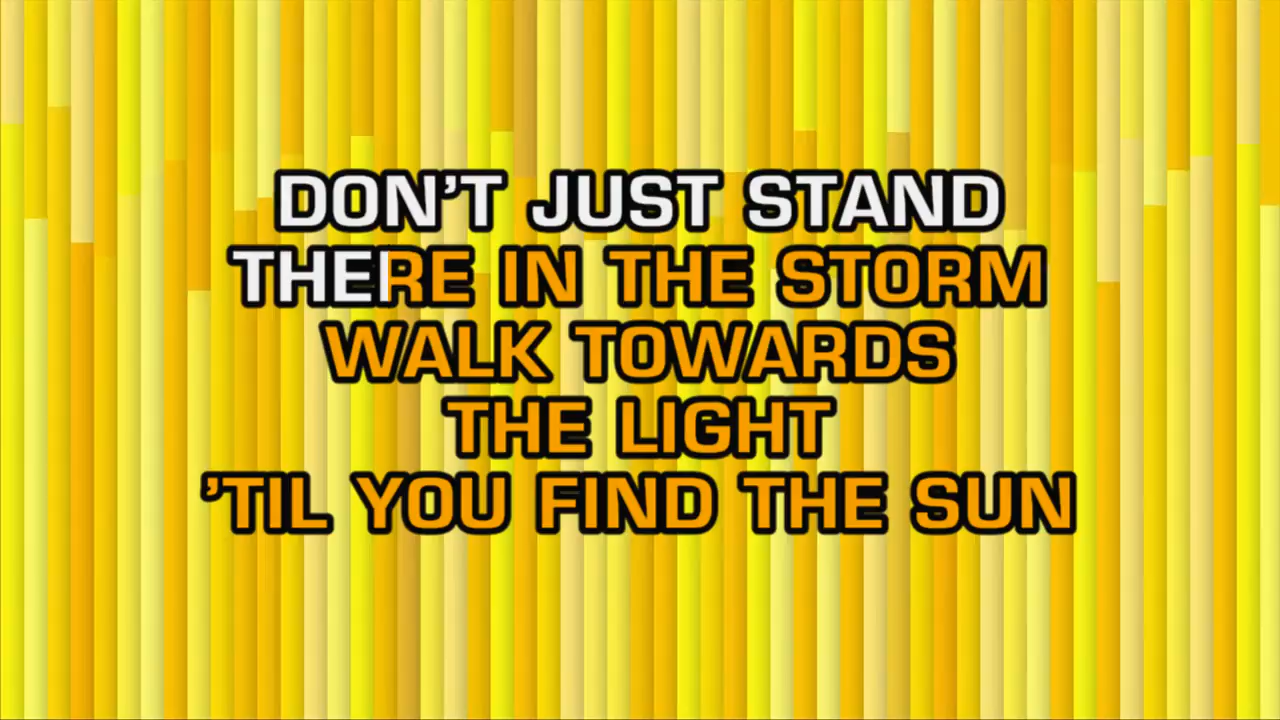 DON’T JUST STAND
THERE IN THE STORM
WALK TOWARDS
THE LIGHT
’TIL YOU FIND THE SUN